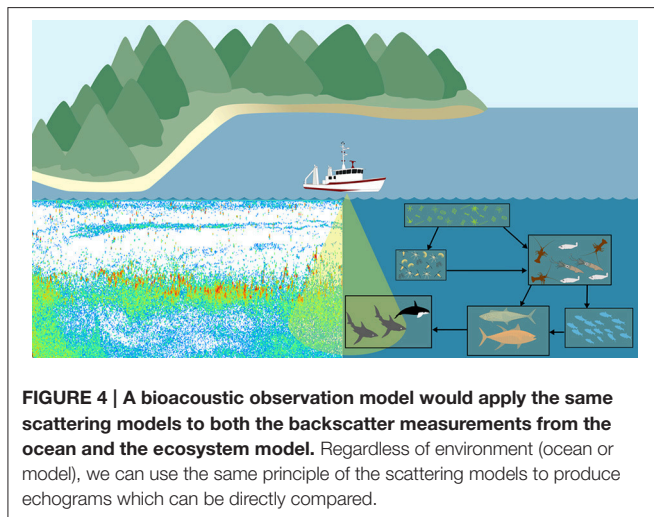 FIGURE 4 | A bioacoustic observation model would apply the same
scattering models to both the backscatter measurements from the
ocean and the ecosystem model. Regardless of environment (ocean or
model), we can use the same principle of the scattering models to produce
echograms which can be directly compared.